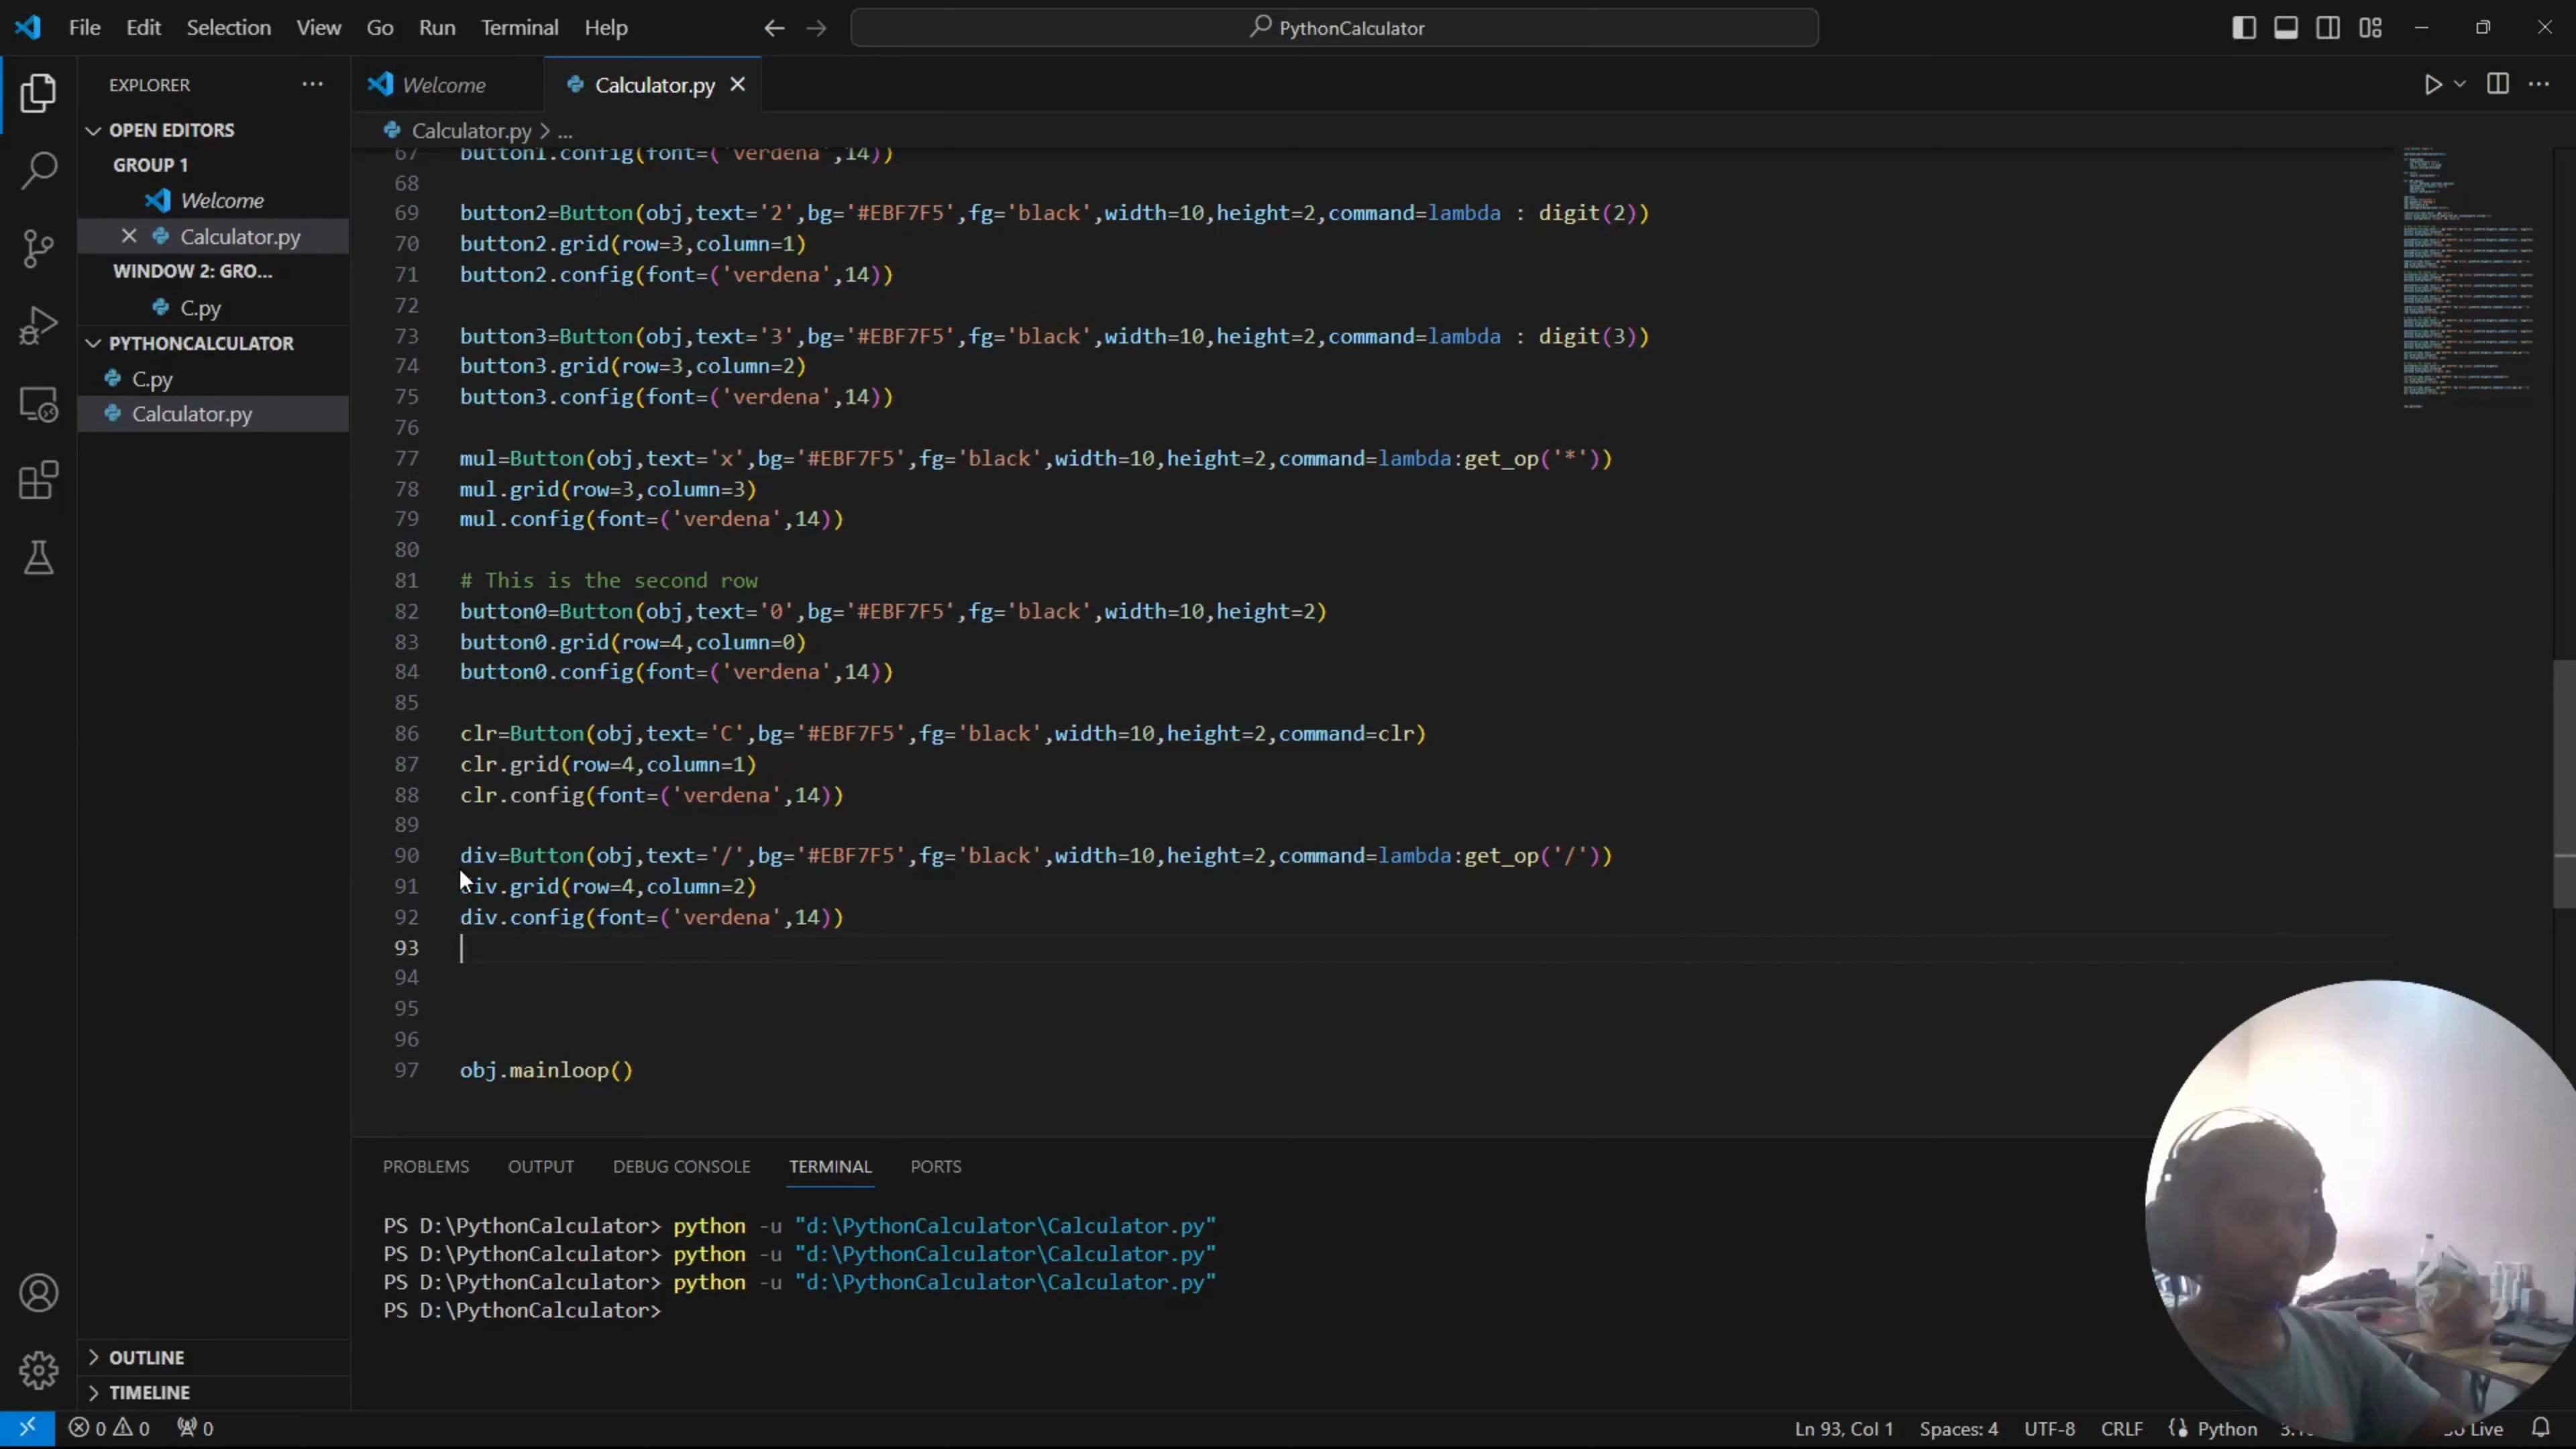 File Edit Selection View Go Run Terminal Help
PythonCalculator
EXPLORER
OPEN EDITORS
GROUP 1
Welcome
Calculator.py
WINDOW 2: GRO...
C.py
PYTHONCALCULATOR
C.py
Calculator.py
OUTLINE
TIMELINE
Welcome Calculator.py
Calculator.py > ...
67 button1.config(font=('verdena',14))
68
69 button2=Button(obj,text='2',bg='#EBF7F5',fg='black',width=10,height=2,command=lambda : digit(2))
70 button2.grid(row=3,column=1)
71 button2.config(font=('verdena',14))
72
73 button3=Button(obj,text='3',bg='#EBF7F5',fg='black',width=10,height=2,command=lambda : digit(3))
74 button3.grid(row=3,column=2)
75 button3.config(font=('verdena',14))
76
77 mul=Button(obj,text='x',bg='#EBF7F5',fg='black',width=10,height=2,command=lambda:get_op('*'))
78 mul.grid(row=3,column=3)
79 mul.config(font=('verdena',14))
80
81 # This is the second row
82 button0=Button(obj,text='0',bg='#EBF7F5',fg='black',width=10,height=2)
83 button0.grid(row=4,column=0)
84 button0.config(font=('verdena',14))
85
86 clr=Button(obj,text='C',bg='#EBF7F5',fg='black',width=10,height=2,command=clr)
87 clr.grid(row=4,column=1)
88 clr.config(font=('verdena',14))
89
90 div=Button(obj,text='/',bg='#EBF7F5',fg='black',width=10,height=2,command=lambda:get_op('/'))
91 div.grid(row=4,column=2)
92 div.config(font=('verdena',14))
93
94
95
96
97 obj.mainloop()
PROBLEMS OUTPUT DEBUG CONSOLE TERMINAL PORTS
PS D:\PythonCalculator> python -u "d:\PythonCalculator\Calculator.py"
PS D:\PythonCalculator> python -u "d:\PythonCalculator\Calculator.py"
PS D:\PythonCalculator> python -u "d:\PythonCalculator\Calculator.py"
PS D:\PythonCalculator>
0 0 0 Ln 93, Col 1 Spaces: 4 UTF-8 CRLF Python Live